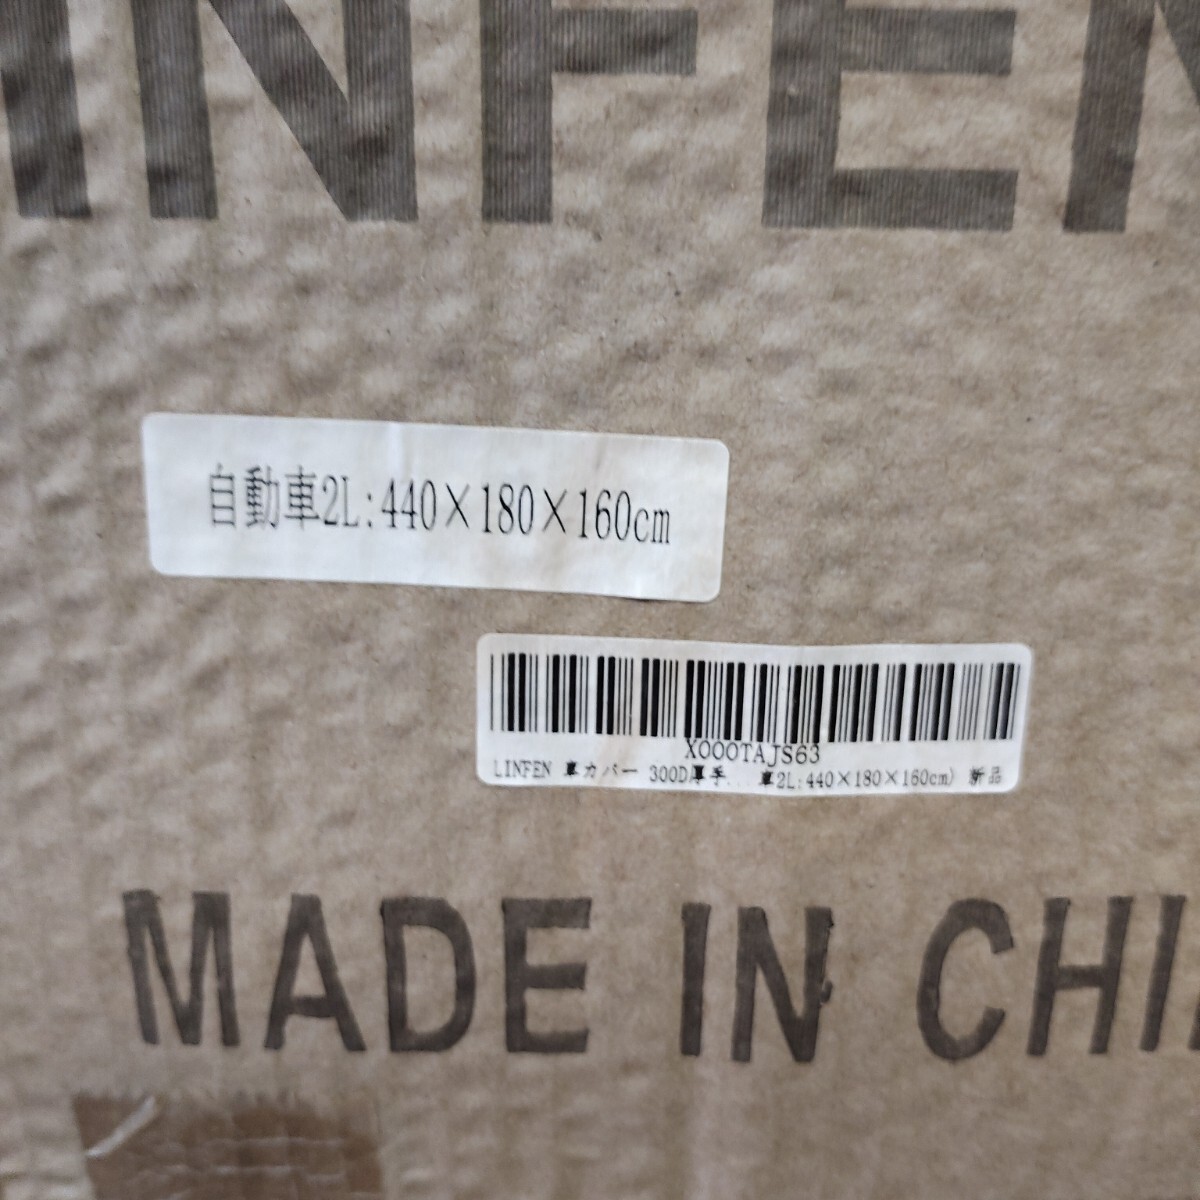 INFEN
自動車2L:440×180×160cm
X000TAJS63
LINFEN 車カバー 300D厚手... 車2L:440×180×160cm) 新品
MADE IN CHI